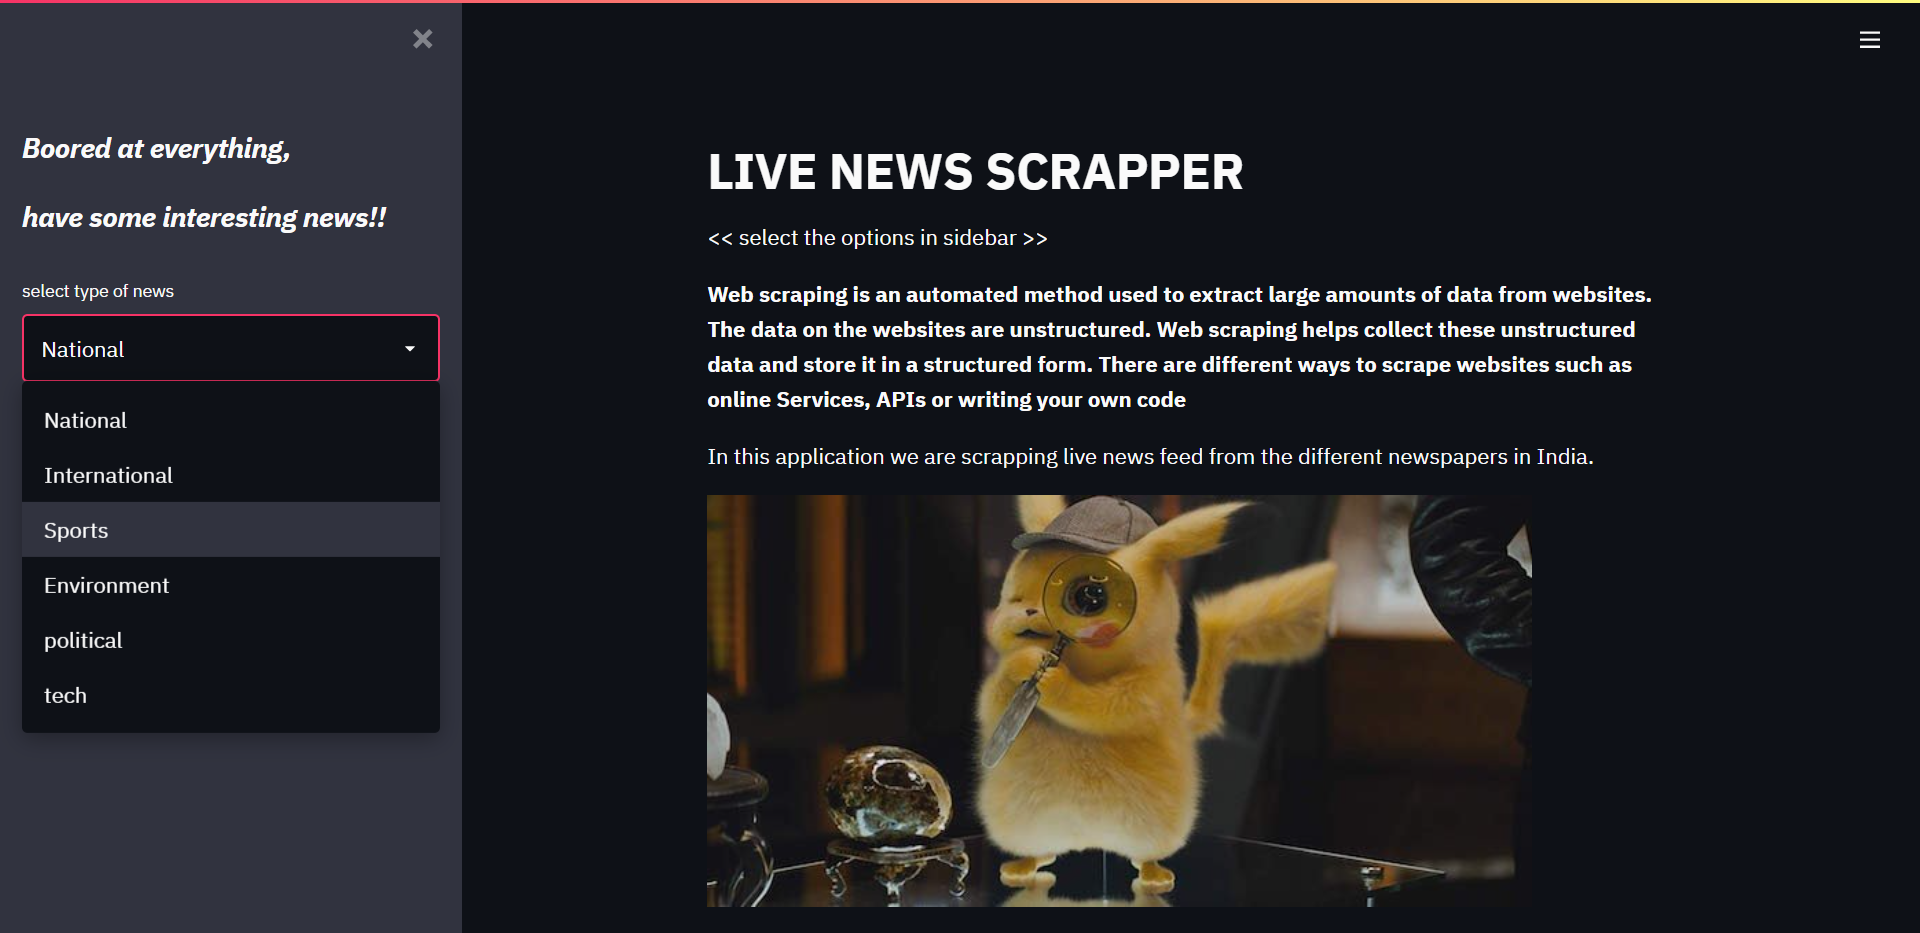 Boored at everything,
have some interesting news!!
select type of news
National
National
International
Sports
Environment
political
tech
LIVE NEWS SCRAPPER
<< select the options in sidebar >>
Web scraping is an automated method used to extract large amounts of data from websites.
The data on the websites are unstructured. Web scraping helps collect these unstructured
data and store it in a structured form. There are different ways to scrape websites such as
online Services, APIs or writing your own code
In this application we are scrapping live news feed from the different newspapers in India.